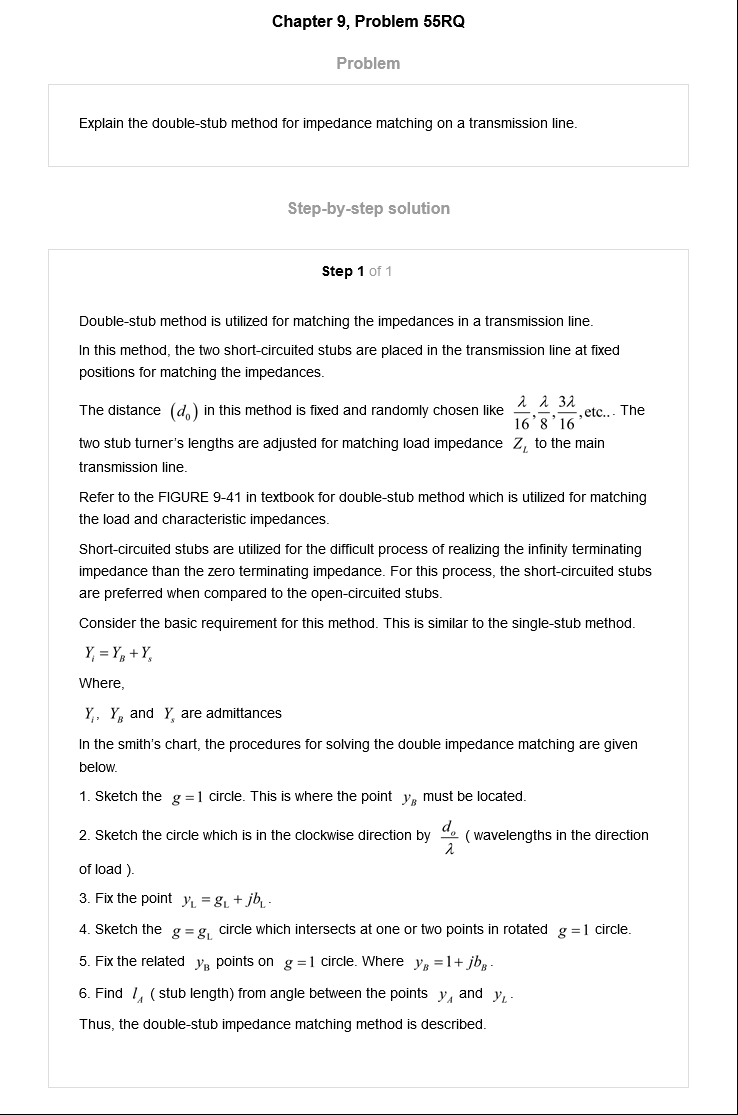 Chapter 9, Problem 55RQ
Problem
Explain the double-stub method for impedance matching on a transmission line.
Step-by-step solution
Step 1 of 1
Double-stub method is utilized for matching the impedances in a transmission line.
In this method, the two short-circuited stubs are placed in the transmission line at fixed
positions for matching the impedances.
The distance (d₀) in this method is fixed and randomly chosen like λ/16, λ/8, 3λ/16, etc... The
two stub turner's lengths are adjusted for matching load impedance Z_L to the main
transmission line.
Refer to the FIGURE 9-41 in textbook for double-stub method which is utilized for matching
the load and characteristic impedances.
Short-circuited stubs are utilized for the difficult process of realizing the infinity terminating
impedance than the zero terminating impedance. For this process, the short-circuited stubs
are preferred when compared to the open-circuited stubs.
Consider the basic requirement for this method. This is similar to the single-stub method.
Y_i = Y_B + Y_s
Where,
Y_i, Y_B and Y_s are admittances
In the smith's chart, the procedures for solving the double impedance matching are given
below.
1. Sketch the g = 1 circle. This is where the point y_B must be located.
2. Sketch the circle which is in the clockwise direction by d_o/λ ( wavelengths in the direction
of load ).
3. Fix the point y_L = g_L + jb_L.
4. Sketch the g = g_L circle which intersects at one or two points in rotated g = 1 circle.
5. Fix the related y_B points on g = 1 circle. Where y_B = 1 + jb_B.
6. Find l_A ( stub length) from angle between the points y_A and y_L.
Thus, the double-stub impedance matching method is described.